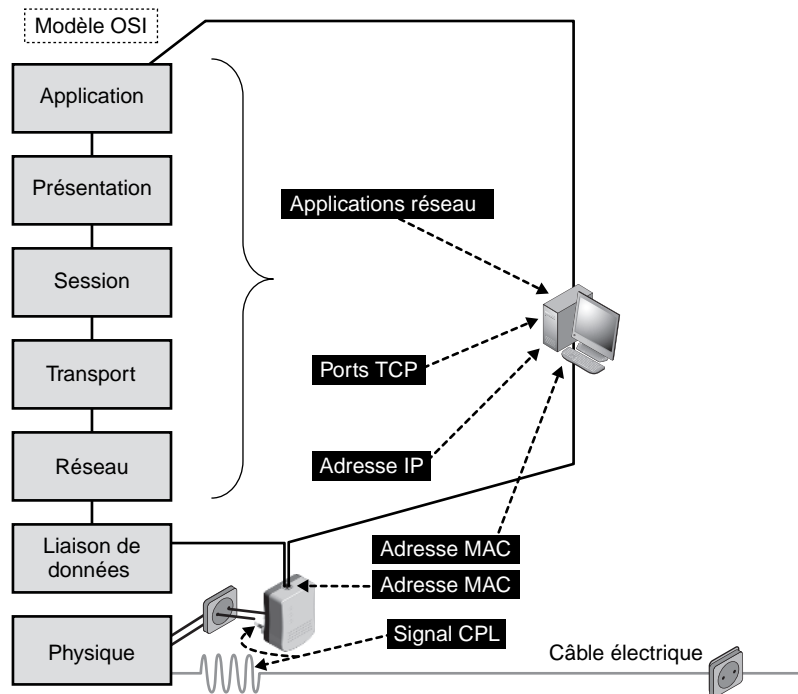 Modèle OSI
Application
Présentation
Applications réseau
Session
Transport
Ports TCP
Réseau
Adresse IP
Liaison de
données
Adresse MAC
Adresse MAC
Physique
Signal CPL
Câble électrique